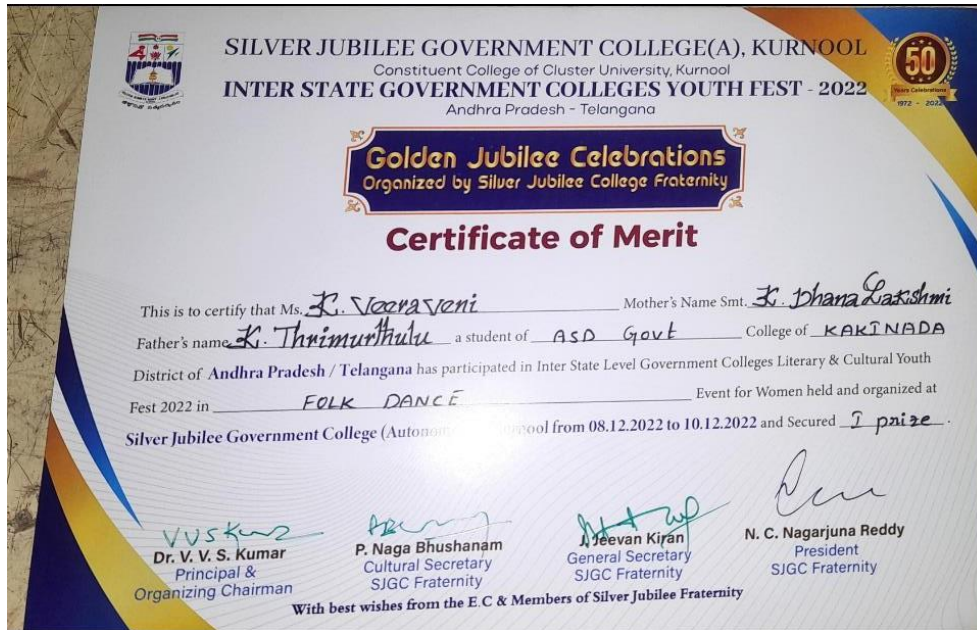 SILVER JUBILEE GOVERNMENT COLLEGE(A), KURNOOL
Constituent College of Cluster University, Kurnool
INTER STATE GOVERNMENT COLLEGES YOUTH FEST - 2022
Andhra Pradesh - Telangana
50
Years Celebrations
1972 - 2022
Golden Jubilee Celebrations
Organized by Silver Jubilee College Fraternity
Certificate of Merit
This is to certify that Ms. K. Veeraveni Mother's Name Smt. K. Dhana Lakshmi
Father's name K. Thrimurthulu a student of ASD Govt College of KAKINADA
District of Andhra Pradesh / Telangana has participated in Inter State Level Government Colleges Literary & Cultural Youth
Fest 2022 in FOLK DANCE Event for Women held and organized at
Silver Jubilee Government College from 08.12.2022 to 10.12.2022 and Secured I prize.
VVSKumar
Dr. V. V. S. Kumar
Principal &
Organizing Chairman
P. Naga Bhushanam
Cultural Secretary
SJGC Fraternity
J. Jeevan Kiran
General Secretary
SJGC Fraternity
N. C. Nagarjuna Reddy
President
SJGC Fraternity
With best wishes from the E.C & Members of Silver Jubilee Fraternity